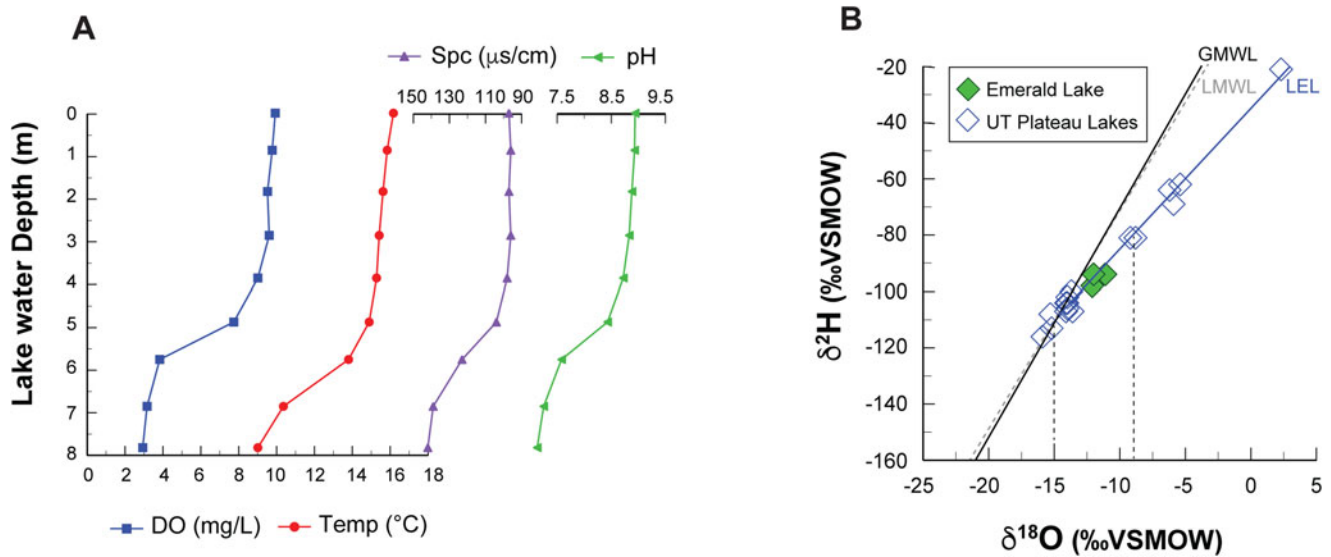 A
Spc (μs/cm) pH
150 130 110 90 7.5 8.5 9.5
0
1
2
3
4
5
6
7
8
Lake water Depth (m)
0 2 4 6 8 10 12 14 16 18
DO (mg/L) Temp (°C)
B
GMWL
LMWL
LEL
Emerald Lake
UT Plateau Lakes
-20
-40
-60
-80
-100
-120
-140
-160
δ²H (‰VSMOW)
-25 -20 -15 -10 -5 0 5
δ¹⁸O (‰VSMOW)